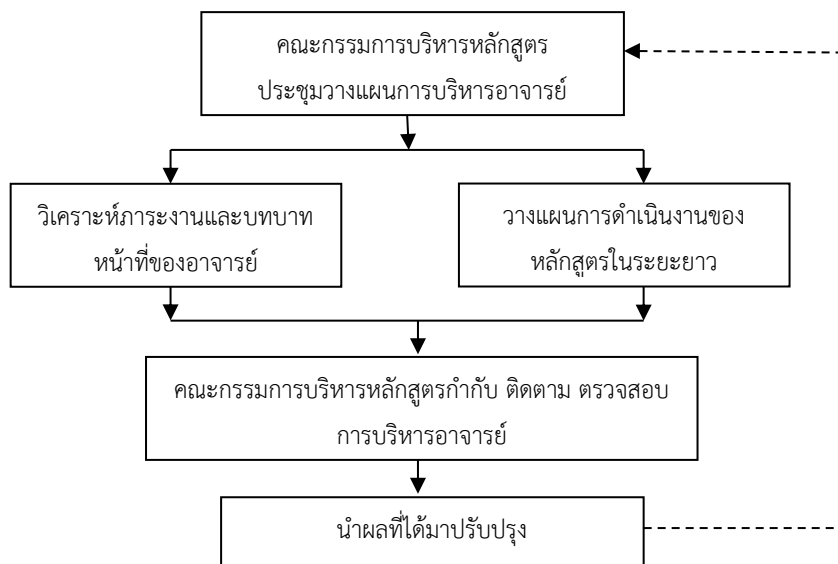 คณะกรรมการบริหารหลักสูตร
ประชุมวางแผนการบริหารอาจารย์
วิเคราะห์ภาระงานและบทบาท
หน้าที่ของอาจารย์
วางแผนการดำเนินงานของ
หลักสูตรในระยะยาว
คณะกรรมการบริหารหลักสูตรกำกับ ติดตาม ตรวจสอบ
การบริหารอาจารย์
นำผลที่ได้มาปรับปรุง